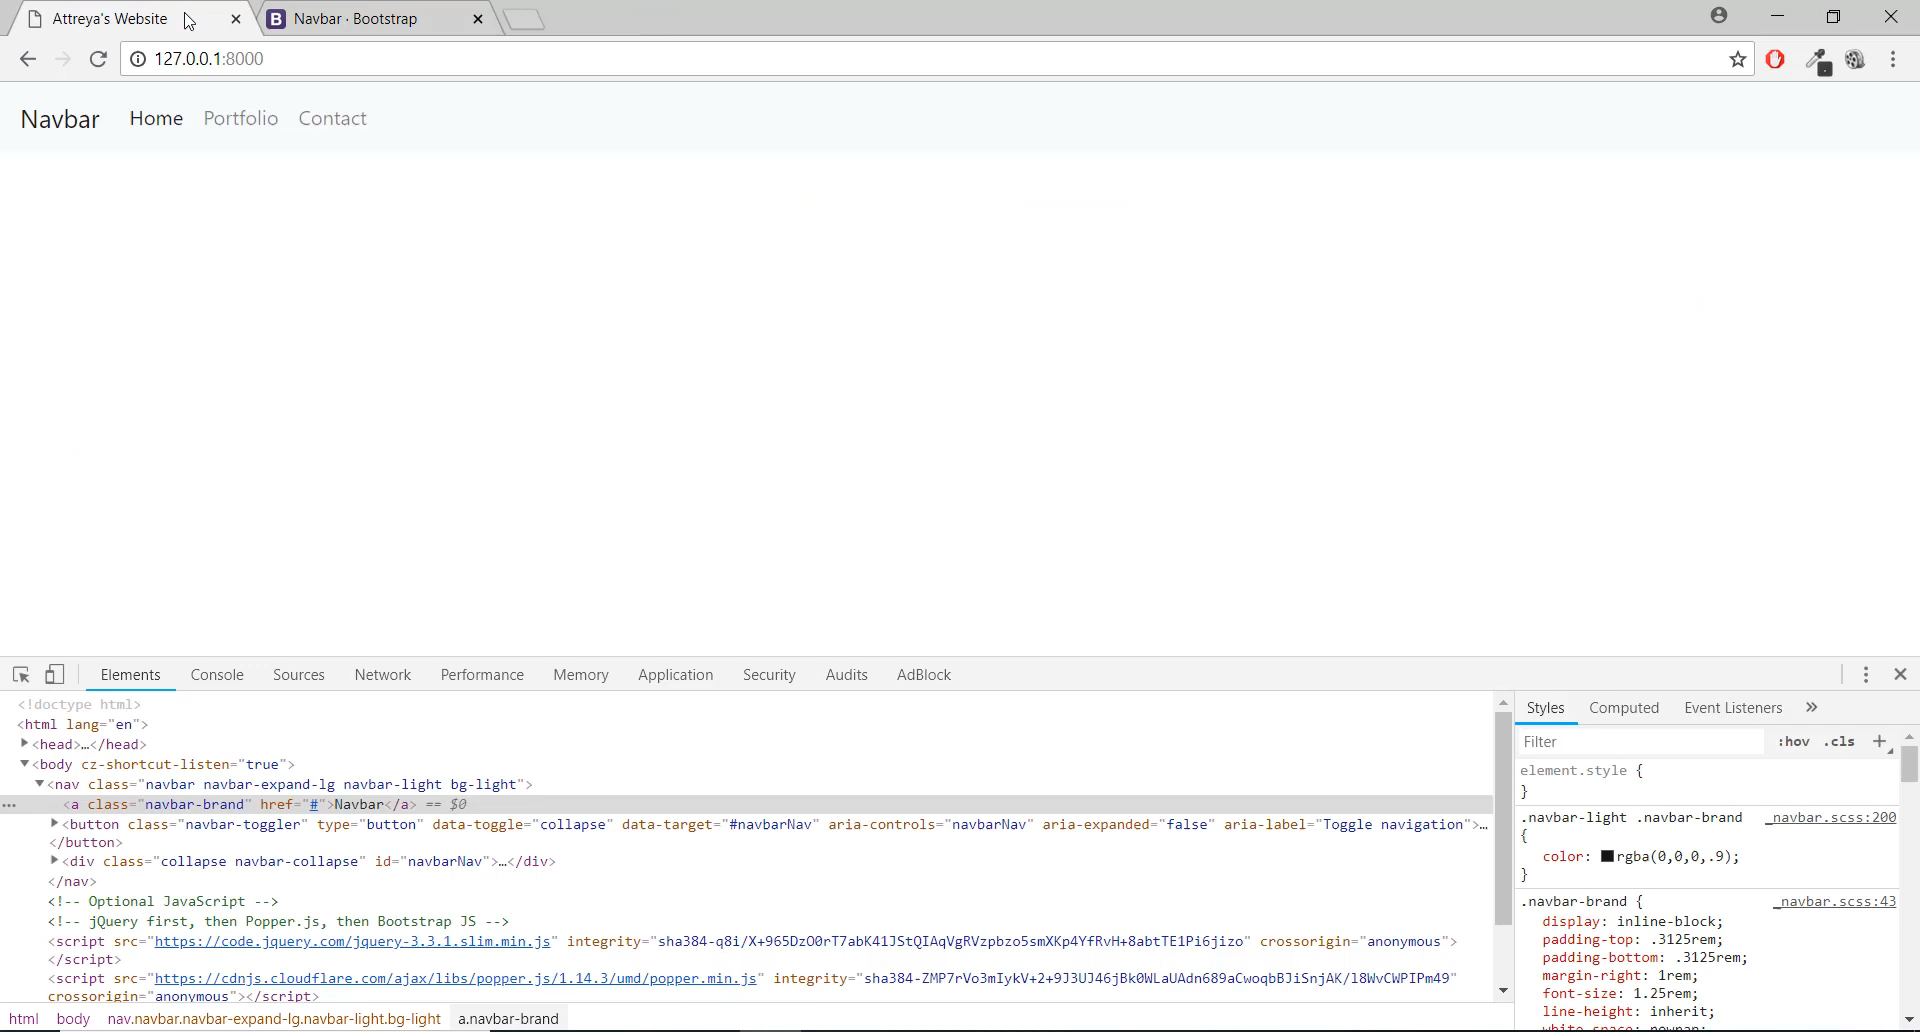 Attreya's Website
Navbar · Bootstrap
127.0.0.1:8000
Navbar Home Portfolio Contact
Elements Console Sources Network Performance Memory Application Security Audits AdBlock
<!doctype html>
<html lang="en">
<head>…</head>
<body cz-shortcut-listen="true">
<nav class="navbar navbar-expand-lg navbar-light bg-light">
<a class="navbar-brand" href="#">Navbar</a> == $0
<button class="navbar-toggler" type="button" data-toggle="collapse" data-target="#navbarNav" aria-controls="navbarNav" aria-expanded="false" aria-label="Toggle navigation">…
</button>
<div class="collapse navbar-collapse" id="navbarNav">…</div>
</nav>
<!-- Optional JavaScript -->
<!-- jQuery first, then Popper.js, then Bootstrap JS -->
<script src="https://code.jquery.com/jquery-3.3.1.slim.min.js" integrity="sha384-q8i/X+965DzO0rT7abK41JStQIAqVgRVzpbzo5smXKp4YfRvH+8abtTE1Pi6jizo" crossorigin="anonymous">
</script>
<script src="https://cdnjs.cloudflare.com/ajax/libs/popper.js/1.14.3/umd/popper.min.js" integrity="sha384-ZMP7rVo3mIykV+2+9J3UJ46jBk0WLaUAdn689aCwoqbBJiSnjAK/l8WvCWPIPm49"
crossorigin="anonymous"></script>
html body nav.navbar.navbar-expand-lg.navbar-light.bg-light a.navbar-brand
Styles Computed Event Listeners »
Filter :hov .cls +
element.style {
}
.navbar-light .navbar-brand _navbar.scss:200
{
color: rgba(0,0,0,.9);
}
.navbar-brand { _navbar.scss:43
display: inline-block;
padding-top: .3125rem;
padding-bottom: .3125rem;
margin-right: 1rem;
font-size: 1.25rem;
line-height: inherit;
white-space: nowrap;